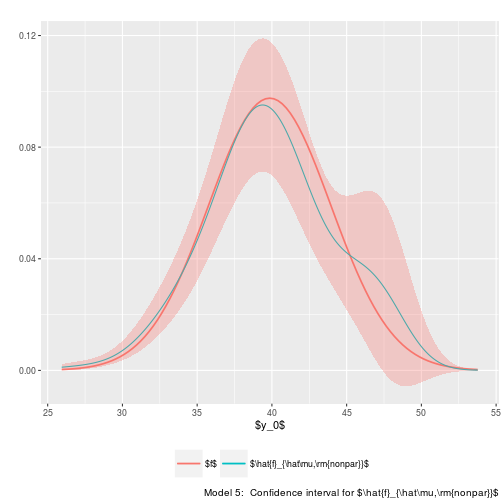 0.12
0.08
0.04
0.00
25 30 35 40 45 50 55
$y_0$
$f$ $\hat{f}_{\hat\mu,\rm{nonpar}}$
Model 5: Confidence interval for $\hat{f}_{\hat\mu,\rm{nonpar}}$